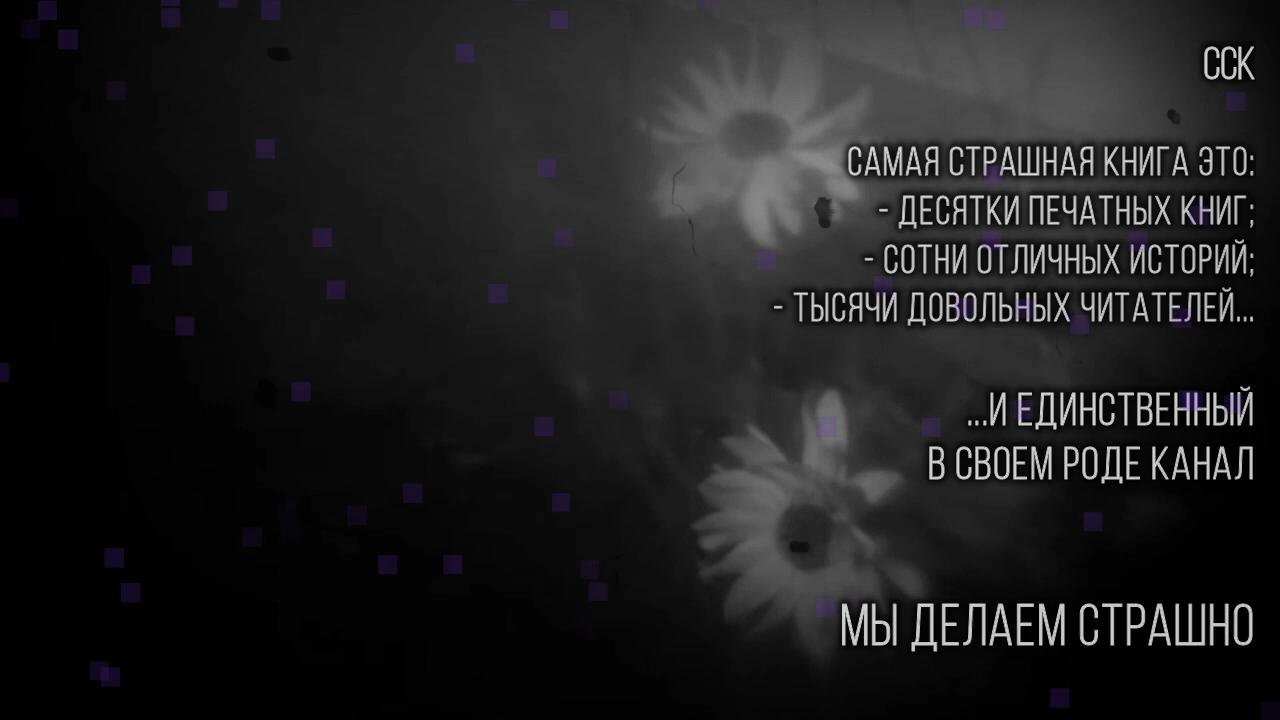 ССК
САМАЯ СТРАШНАЯ КНИГА ЭТО:
- ДЕСЯТКИ ПЕЧАТНЫХ КНИГ;
- СОТНИ ОТЛИЧНЫХ ИСТОРИЙ;
- ТЫСЯЧИ ДОВОЛЬНЫХ ЧИТАТЕЛЕЙ...
...И ЕДИНСТВЕННЫЙ
В СВОЕМ РОДЕ КАНАЛ
МЫ ДЕЛАЕМ СТРАШНО